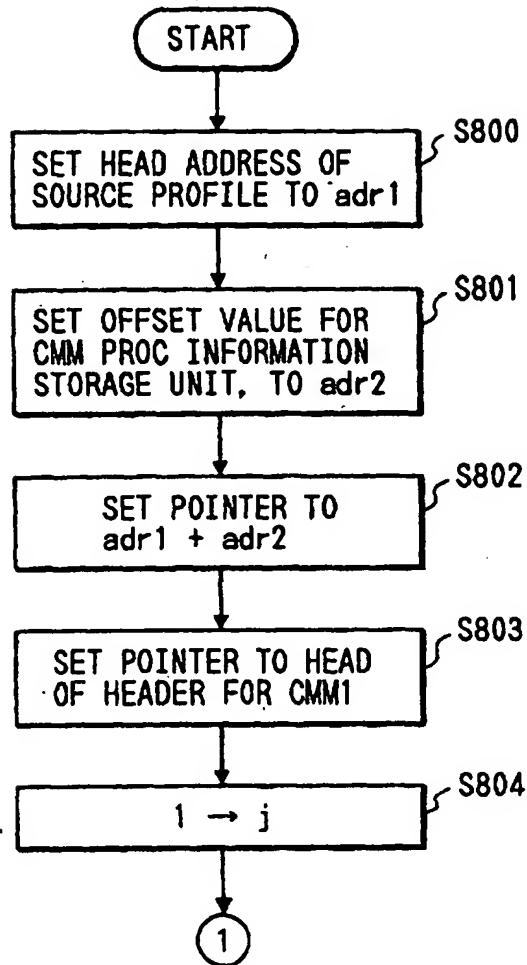 START
S800
SET HEAD ADDRESS OF
SOURCE PROFILE TO adr1
S801
SET OFFSET VALUE FOR
CMM PROC INFORMATION
STORAGE UNIT, TO adr2
S802
SET POINTER TO
adr1 + adr2
S803
SET POINTER TO HEAD
OF HEADER FOR CMM1
S804
1 → j
1